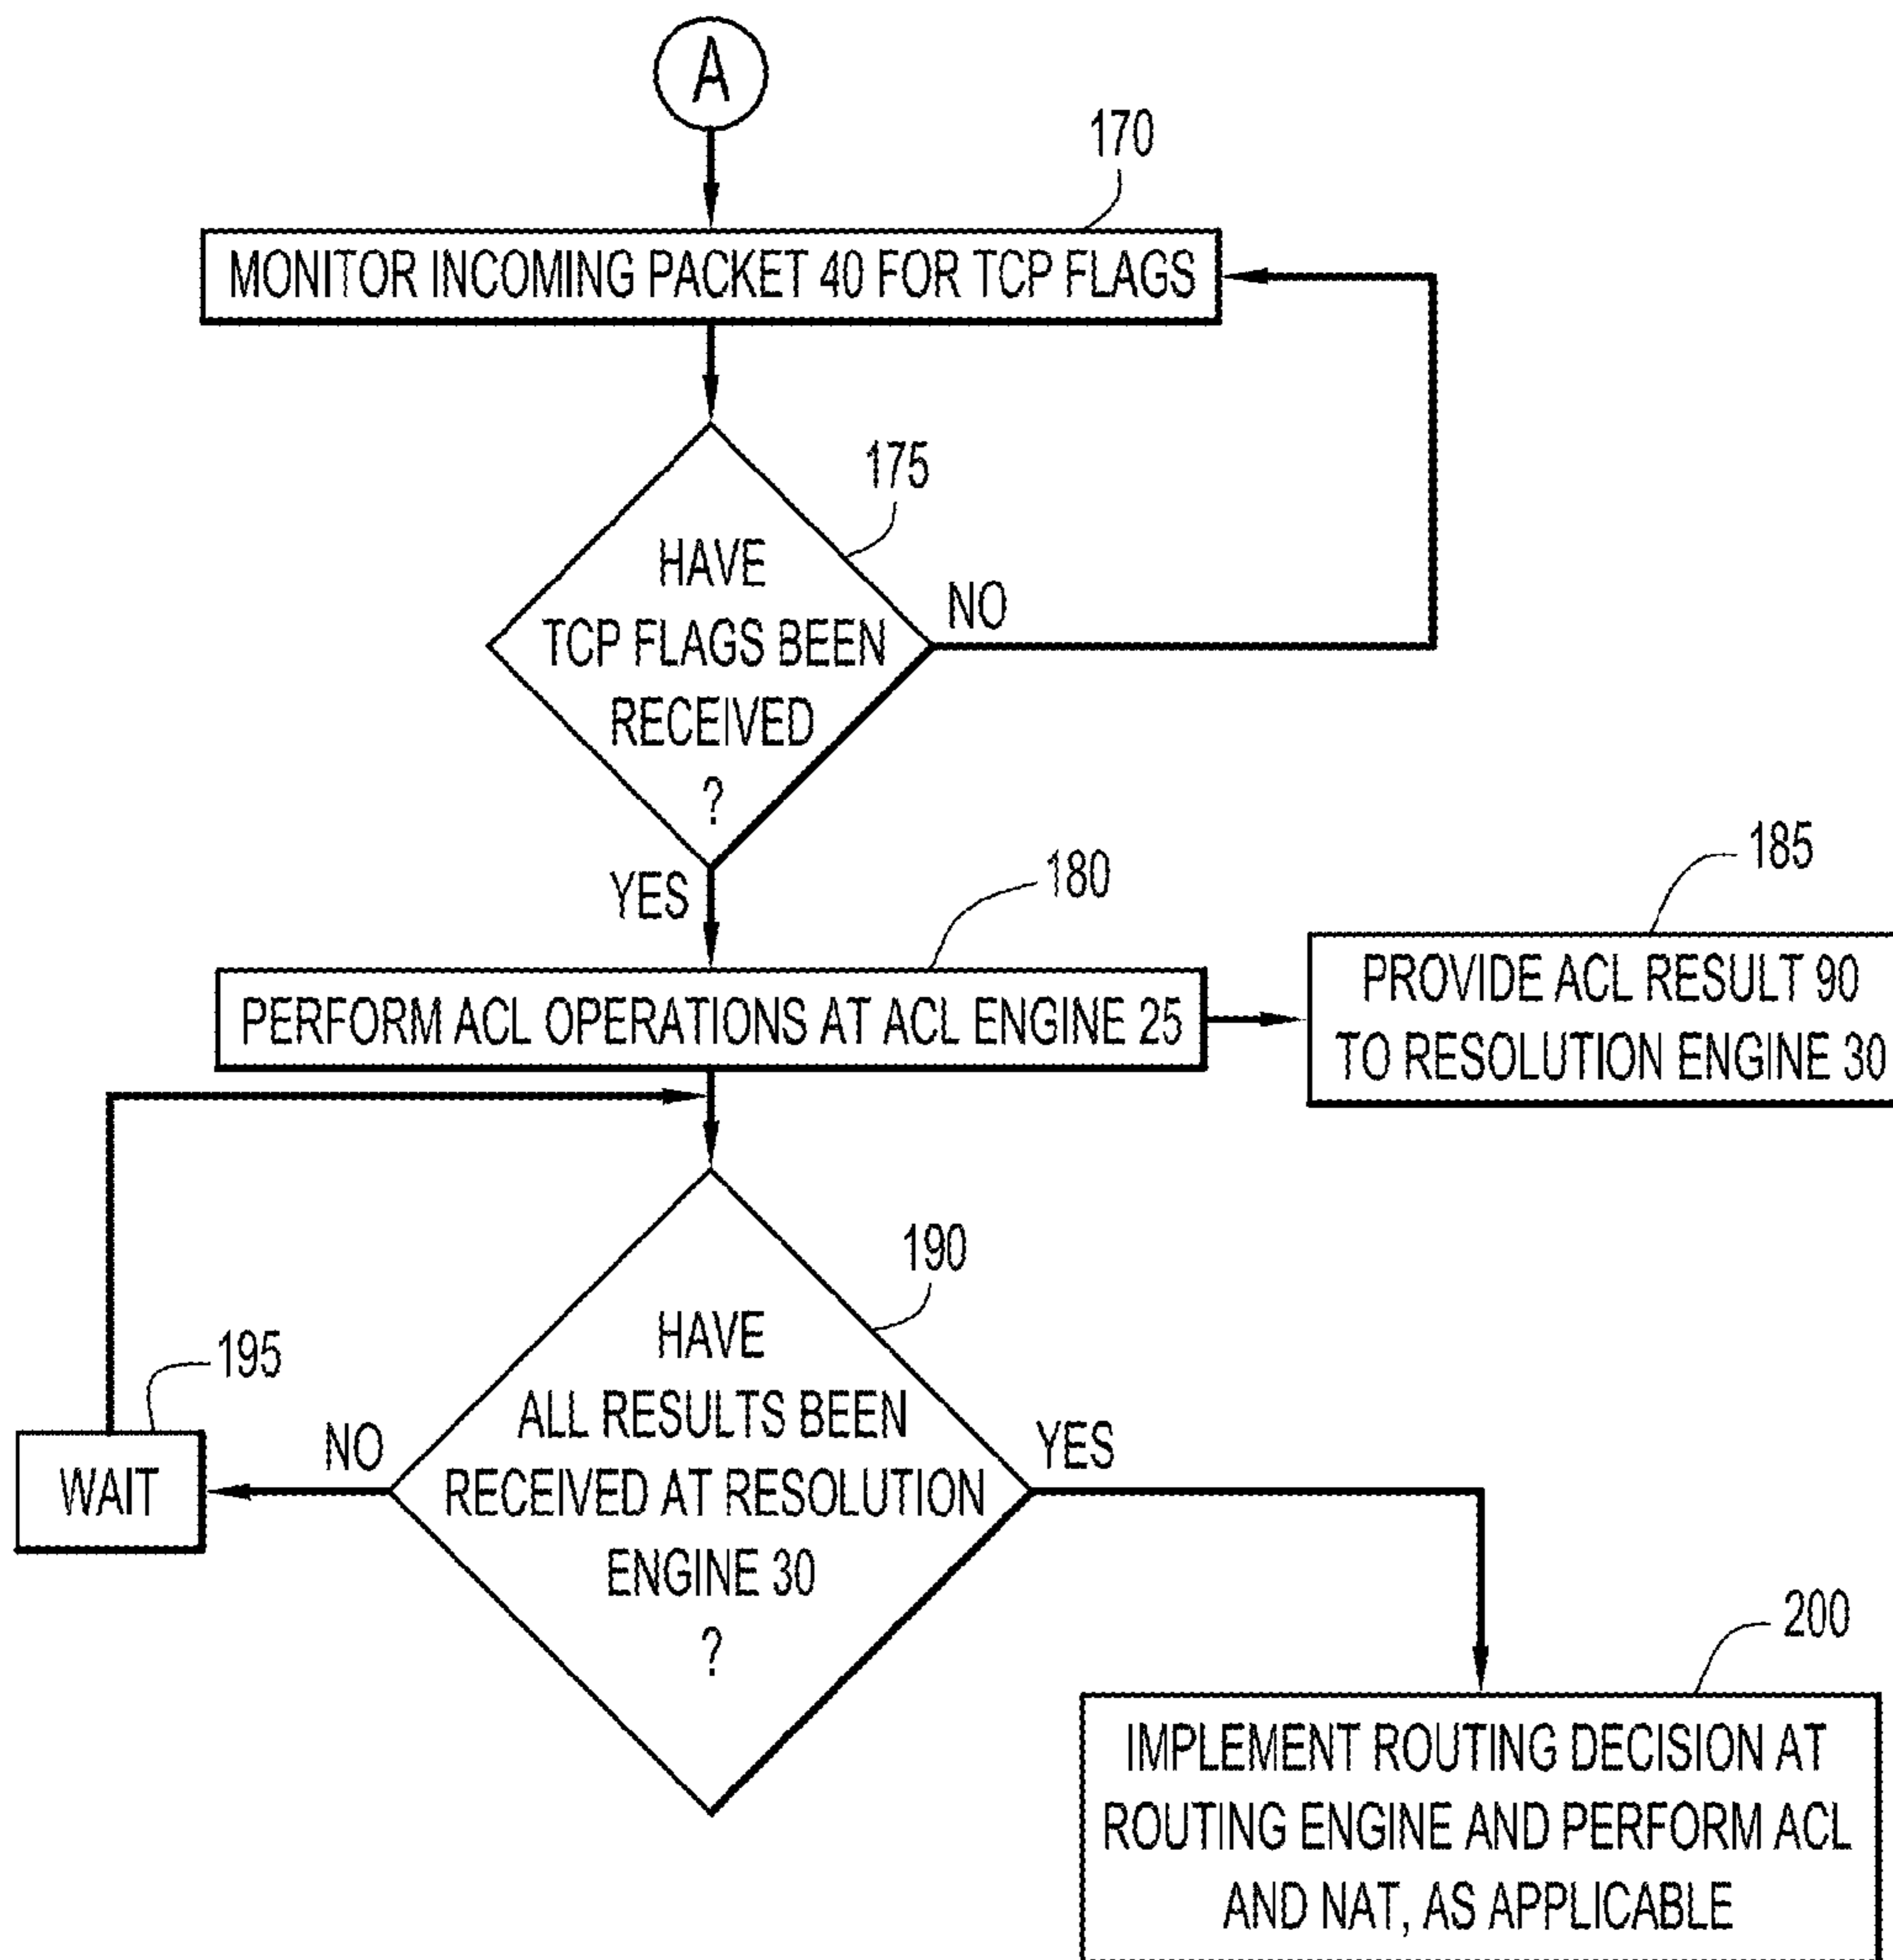 A
170
MONITOR INCOMING PACKET 40 FOR TCP FLAGS
175
HAVE
TCP FLAGS BEEN
RECEIVED
?
NO
YES
180
PERFORM ACL OPERATIONS AT ACL ENGINE 25
185
PROVIDE ACL RESULT 90
TO RESOLUTION ENGINE 30
190
HAVE
ALL RESULTS BEEN
RECEIVED AT RESOLUTION
ENGINE 30
?
NO
195
WAIT
YES
200
IMPLEMENT ROUTING DECISION AT
ROUTING ENGINE AND PERFORM ACL
AND NAT, AS APPLICABLE